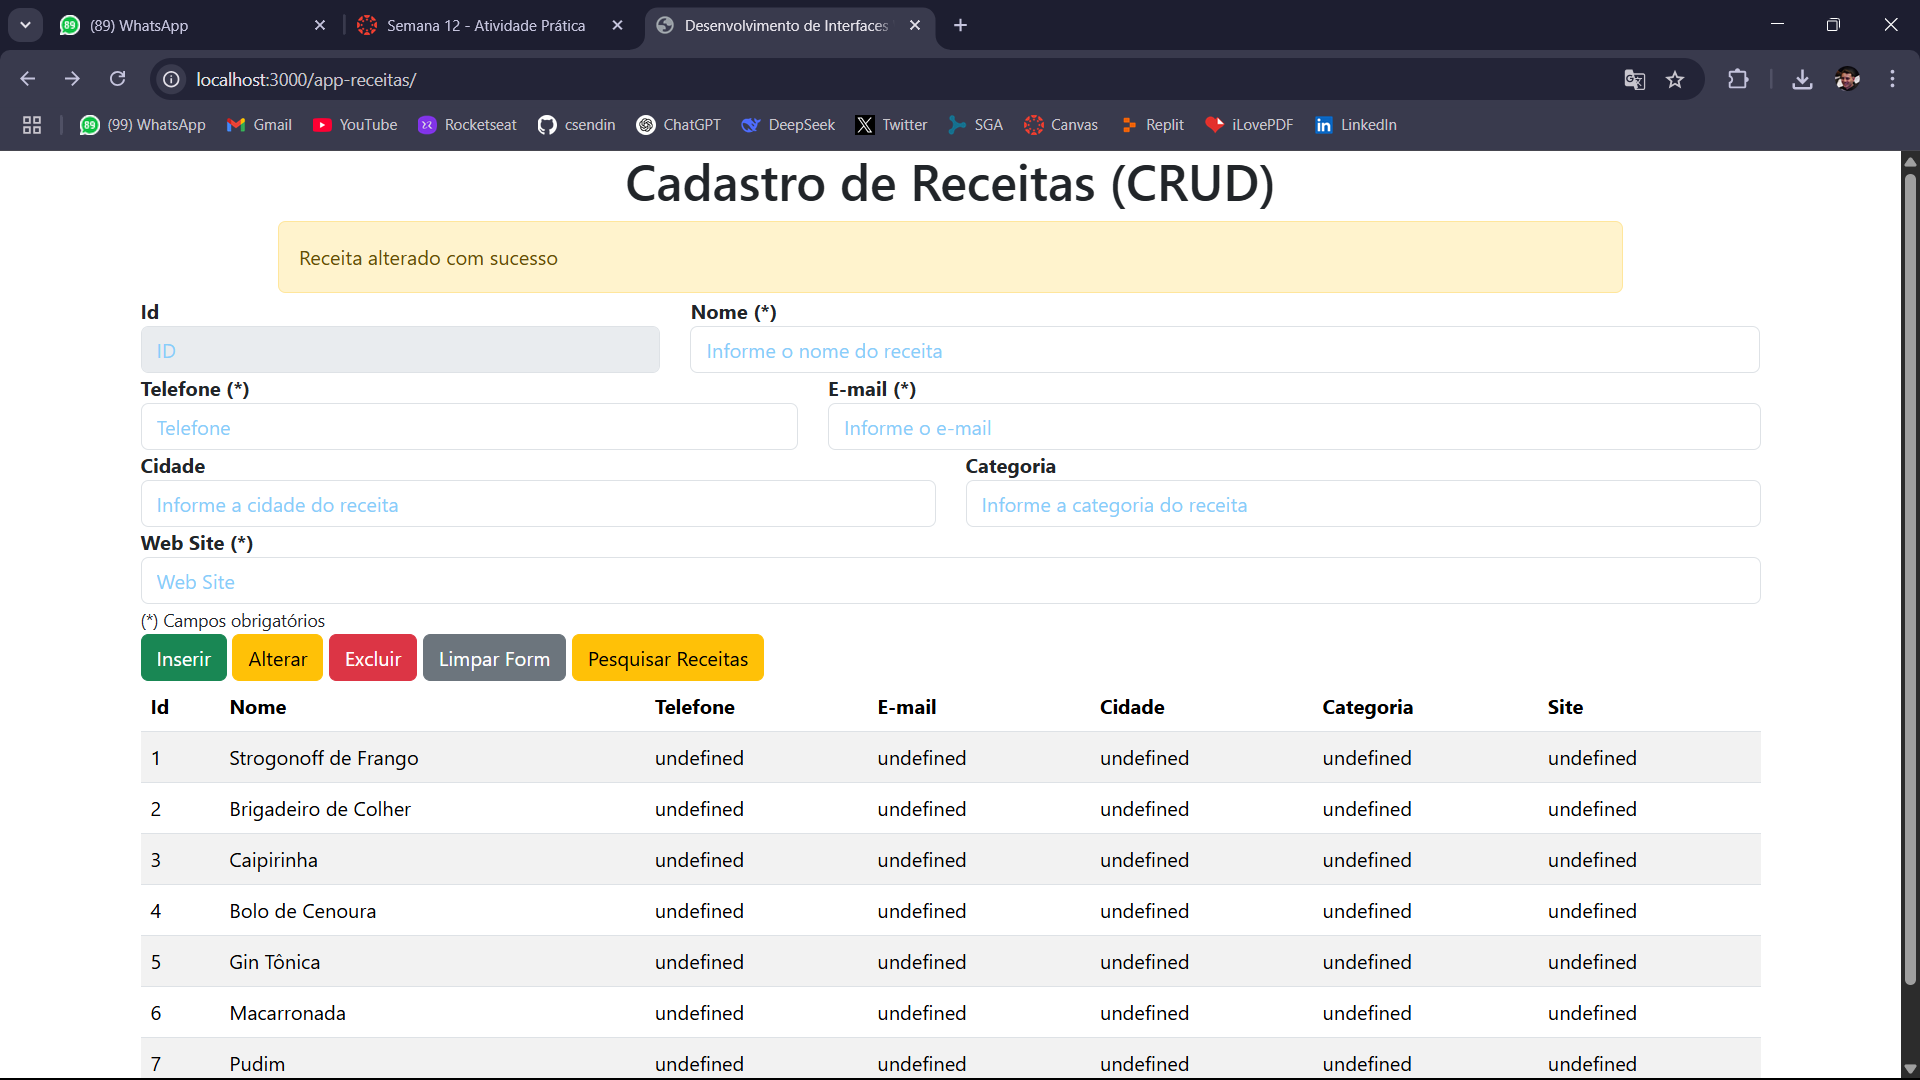 (89) WhatsApp
Semana 12 - Atividade Prática
Desenvolvimento de Interfaces
localhost:3000/app-receitas/
(99) WhatsApp
Gmail
YouTube
Rocketseat
csendin
ChatGPT
DeepSeek
Twitter
SGA
Canvas
Replit
iLovePDF
LinkedIn
Cadastro de Receitas (CRUD)
Receita alterado com sucesso
Id Nome (*)
ID Informe o nome do receita
Telefone (*) E-mail (*)
Telefone Informe o e-mail
Cidade Categoria
Informe a cidade do receita Informe a categoria do receita
Web Site (*)
Web Site
(*) Campos obrigatórios
Inserir Alterar Excluir Limpar Form Pesquisar Receitas
Id Nome Telefone E-mail Cidade Categoria Site
1 Strogonoff de Frango undefined undefined undefined undefined undefined
2 Brigadeiro de Colher undefined undefined undefined undefined undefined
3 Caipirinha undefined undefined undefined undefined undefined
4 Bolo de Cenoura undefined undefined undefined undefined undefined
5 Gin Tônica undefined undefined undefined undefined undefined
6 Macarronada undefined undefined undefined undefined undefined
7 Pudim undefined undefined undefined undefined undefined